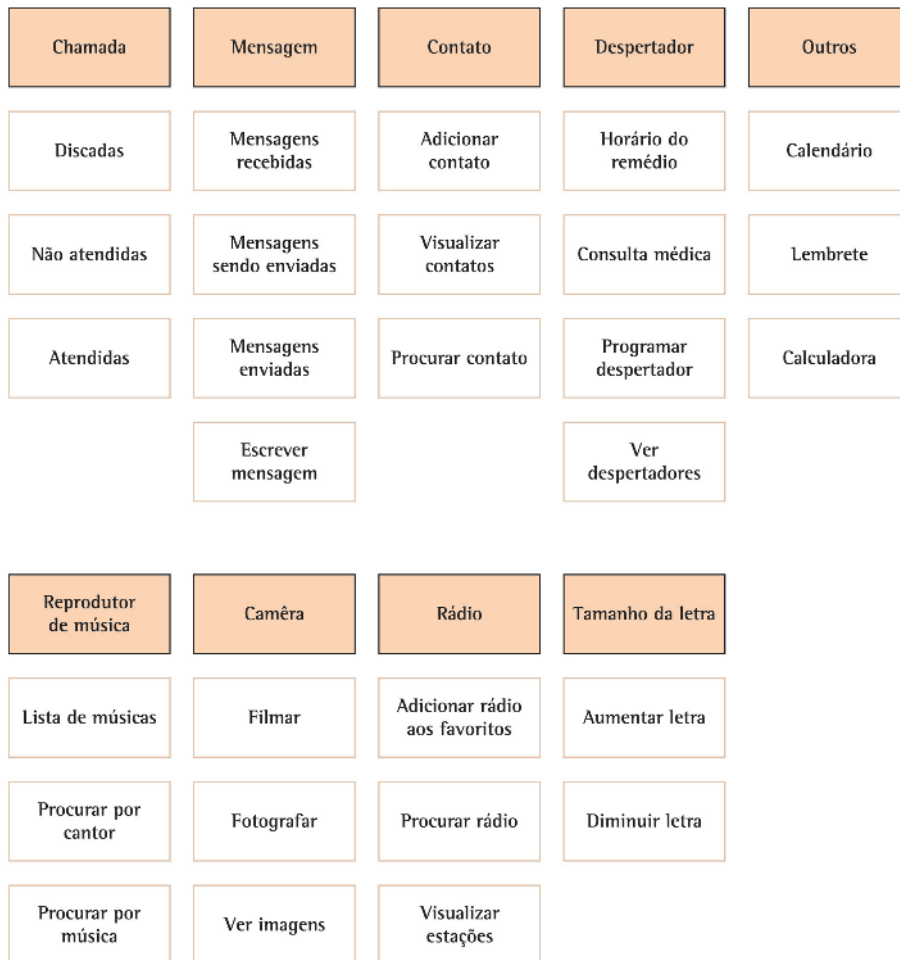 Chamada
Mensagem
Contato
Despertador
Outros
Discadas
Mensagens
recebidas
Adicionar
contato
Horário do
remédio
Calendário
Não atendidas
Mensagens
sendo enviadas
Visualizar
contatos
Consulta médica
Lembrete
Atendidas
Mensagens
enviadas
Procurar contato
Programar
despertador
Calculadora
Escrever
mensagem
Ver
despertadores
Reprodutor
de música
Camêra
Rádio
Tamanho da letra
Lista de músicas
Filmar
Adicionar rádio
aos favoritos
Aumentar letra
Procurar por
cantor
Fotografar
Procurar rádio
Diminuir letra
Procurar por
música
Ver imagens
Visualizar
estações